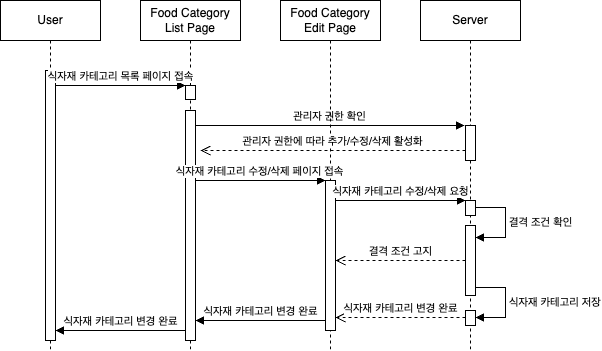 User
Food Category
List Page
Food Category
Edit Page
Server
식자재 카테고리 목록 페이지 접속
관리자 권한 확인
관리자 권한에 따라 추가/수정/삭제 활성화
식자재 카테고리 수정/삭제 페이지 접속
식자재 카테고리 수정/삭제 요청
결격 조건 확인
결격 조건 고지
식자재 카테고리 저장
식자재 카테고리 변경 완료
식자재 카테고리 변경 완료
식자재 카테고리 변경 완료